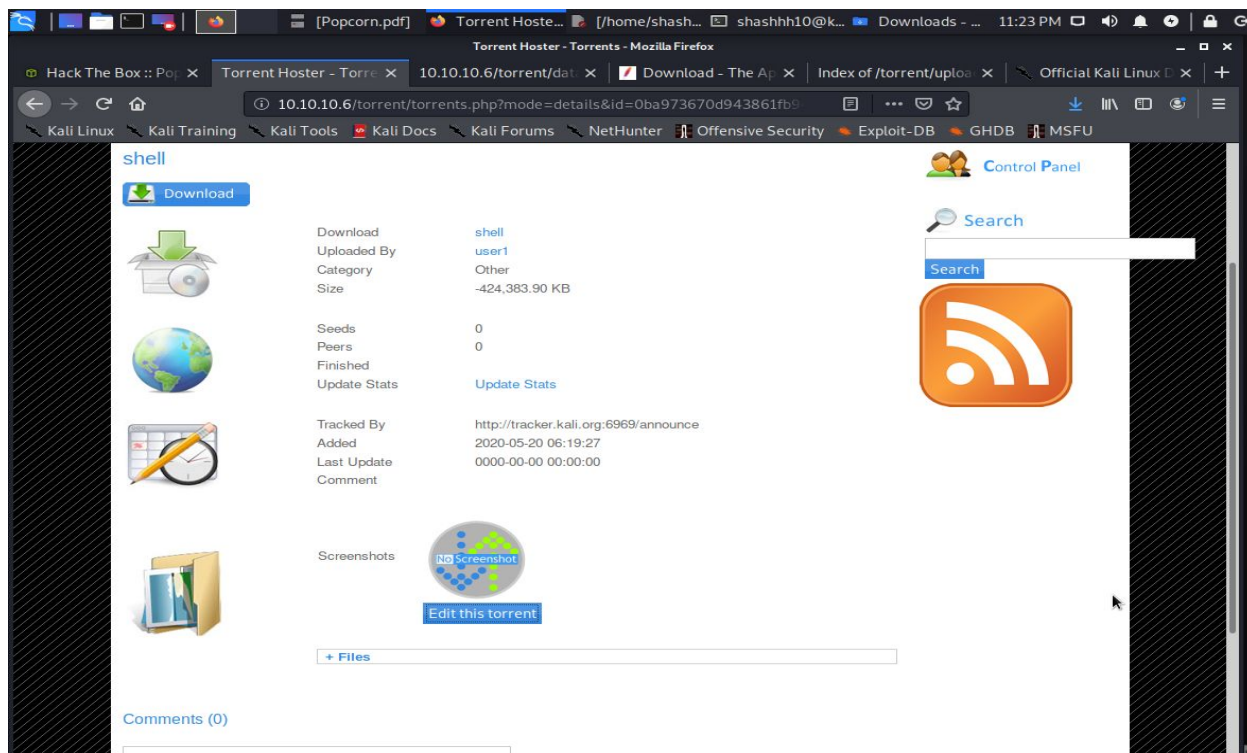 [Popcorn.pdf]
Torrent Hoste...
[/home/shash...
shashhh10@k...
Downloads - ...
11:23 PM
Torrent Hoster - Torrents - Mozilla Firefox
Hack The Box :: Pop
Torrent Hoster - Torre
10.10.10.6/torrent/dat
Download - The Ap
Index of /torrent/uploa
Official Kali Linux D
10.10.10.6/torrent/torrents.php?mode=details&id=0ba973670d943861fb9
Kali Linux
Kali Training
Kali Tools
Kali Docs
Kali Forums
NetHunter
Offensive Security
Exploit-DB
GHDB
MSFU
shell
Download
Control Panel
Search
Search
Download shell
Uploaded By user1
Category Other
Size -424,383.90 KB
Seeds 0
Peers 0
Finished
Update Stats Update Stats
Tracked By http://tracker.kali.org:6969/announce
Added 2020-05-20 06:19:27
Last Update 0000-00-00 00:00:00
Comment
Screenshots
No Screenshot
Edit this torrent
+ Files
Comments (0)